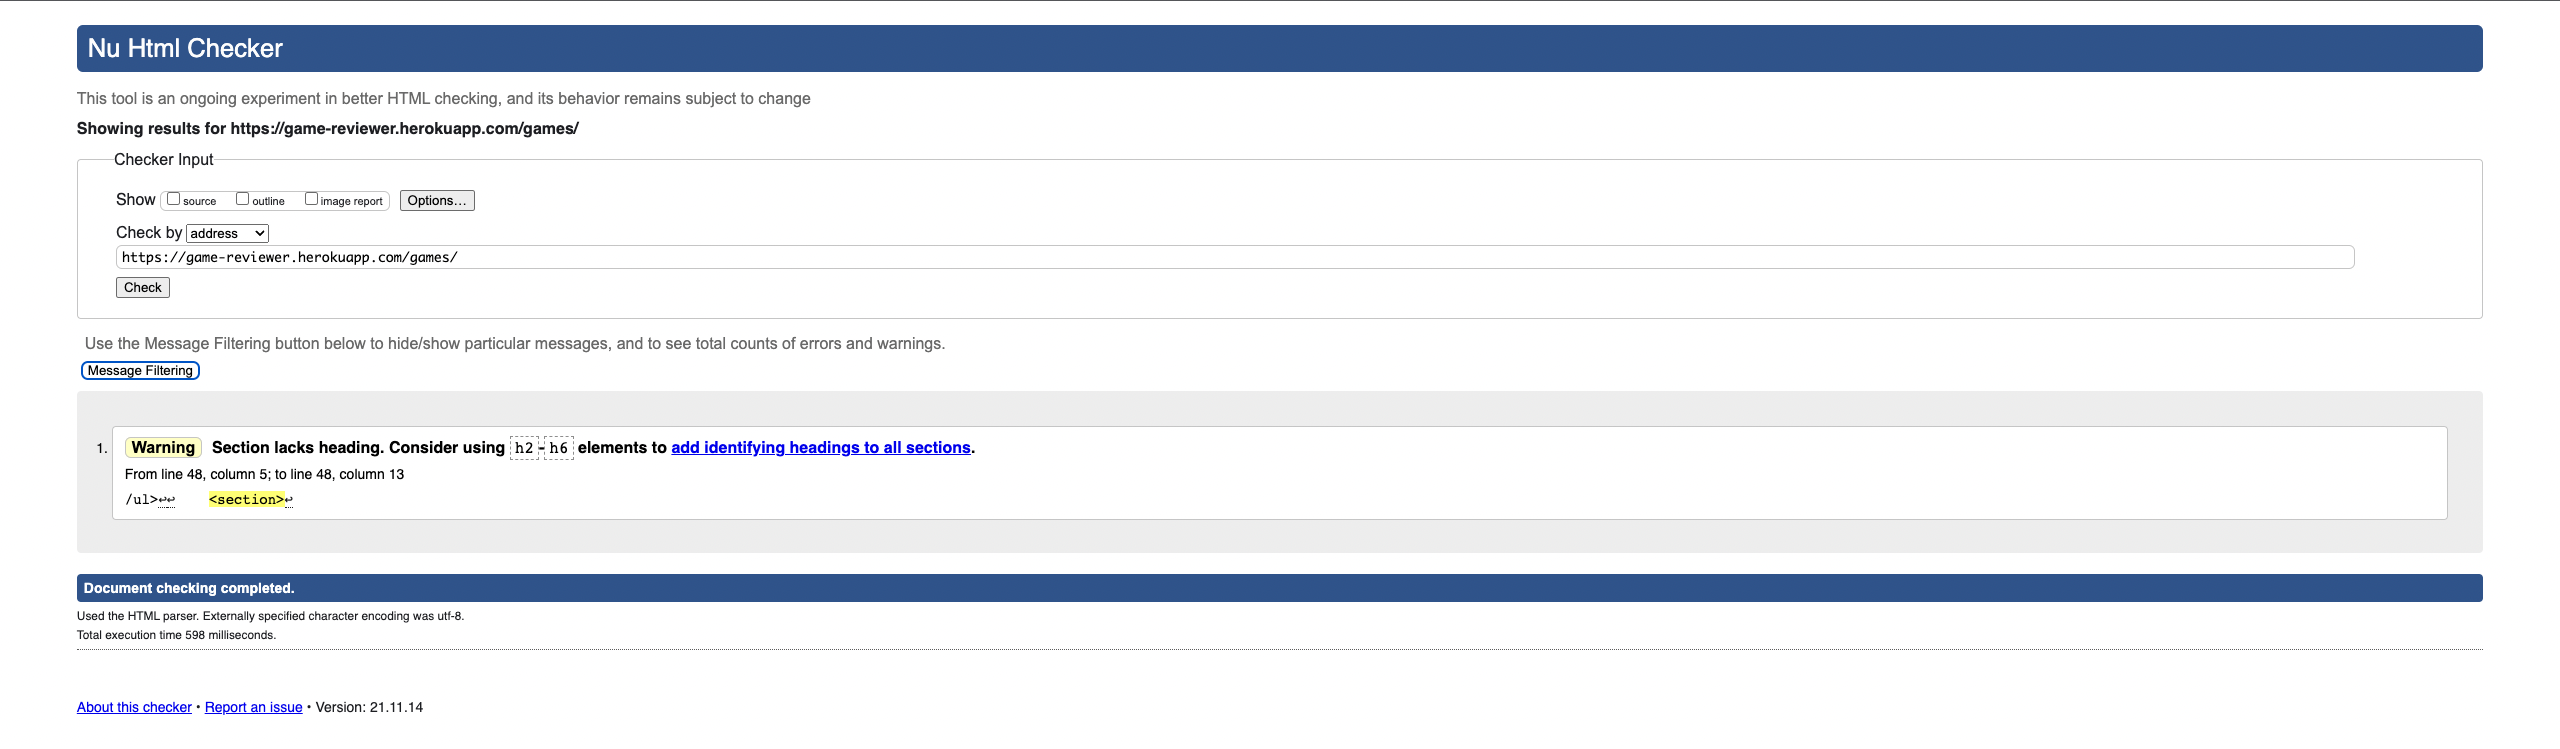 Nu Html Checker
This tool is an ongoing experiment in better HTML checking, and its behavior remains subject to change
Showing results for https://game-reviewer.herokuapp.com/games/
Checker Input
Show source outline image report Options...
Check by address
https://game-reviewer.herokuapp.com/games/
Check
Use the Message Filtering button below to hide/show particular messages, and to see total counts of errors and warnings.
Message Filtering
1. Warning Section lacks heading. Consider using h2-h6 elements to add identifying headings to all sections.
From line 48, column 5; to line 48, column 13
/ul>↩↩ <section>↩
Document checking completed.
Used the HTML parser. Externally specified character encoding was utf-8.
Total execution time 598 milliseconds.
About this checker • Report an issue • Version: 21.11.14